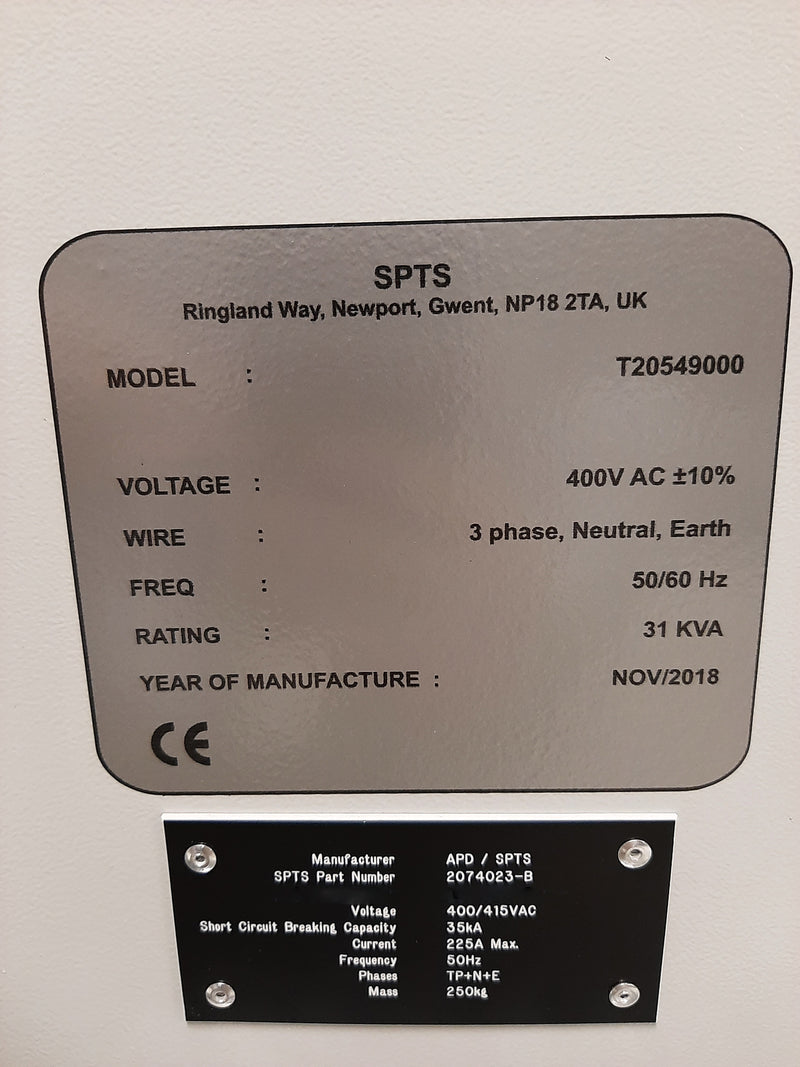 SPTS
Ringland Way, Newport, Gwent, NP18 2TA, UK
MODEL : T20549000
VOLTAGE : 400V AC ±10%
WIRE : 3 phase, Neutral, Earth
FREQ : 50/60 Hz
RATING : 31 KVA
YEAR OF MANUFACTURE : NOV/2018
CE
Manufacturer APD / SPTS
SPTS Part Number 2074023-B
Voltage 400/415VAC
Short Circuit Breaking Capacity 35kA
Current 225A Max.
Frequency 50Hz
Phases TP+N+E
Mass 250kg